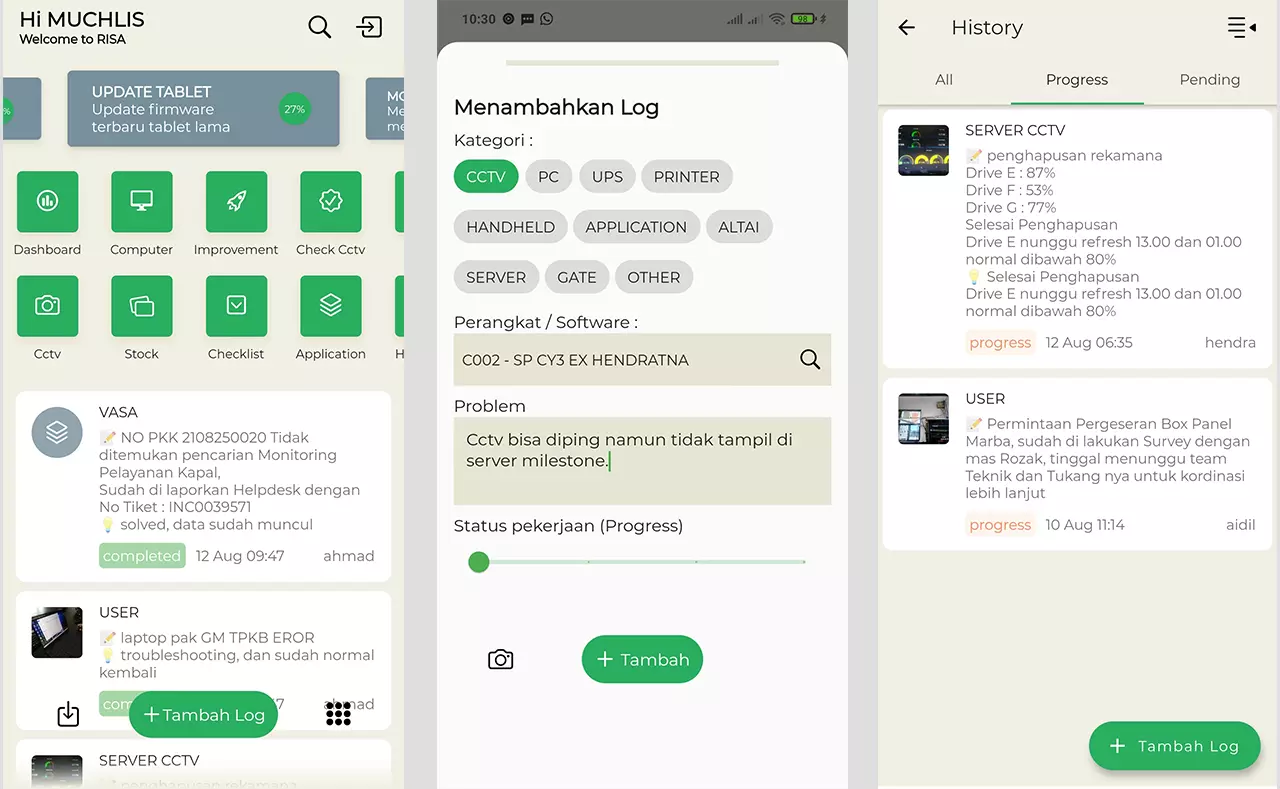 Hi MUCHLIS
Welcome to RISA
UPDATE TABLET
Update firmware
terbaru tablet lama
27%
%
MO
Me
me
Dashboard
Computer
Improvement
Check Cctv
Cctv
Stock
Checklist
Application
H
VASA
📝 NO PKK 2108250020 Tidak
ditemukan pencarian Monitoring
Pelayanan Kapal,
Sudah di laporkan Helpdesk dengan
No Tiket : INC0039571
💡 solved, data sudah muncul
completed 12 Aug 09:47 ahmad
USER
📝 laptop pak GM TPKB EROR
💡 troubleshooting, dan sudah normal
kembali
+Tambah Log
SERVER CCTV
penghapusan rekamana
10:30
98
Menambahkan Log
Kategori :
CCTV PC UPS PRINTER
HANDHELD APPLICATION ALTAI
SERVER GATE OTHER
Perangkat / Software :
C002 - SP CY3 EX HENDRATNA
Problem
Cctv bisa diping namun tidak tampil di
server milestone.
Status pekerjaan (Progress)
+ Tambah
History
All Progress Pending
SERVER CCTV
📝 penghapusan rekamana
Drive E : 87%
Drive F : 53%
Drive G : 77%
Selesai Penghapusan
Drive E nunggu refresh 13.00 dan 01.00
normal dibawah 80%
💡 Selesai Penghapusan
Drive E nunggu refresh 13.00 dan 01.00
normal dibawah 80%
progress 12 Aug 06:35 hendra
USER
📝 Permintaan Pergeseran Box Panel
Marba, sudah di lakukan Survey dengan
mas Rozak, tinggal menunggu team
Teknik dan Tukang nya untuk kordinasi
lebih lanjut
progress 10 Aug 11:14 aidil
+ Tambah Log